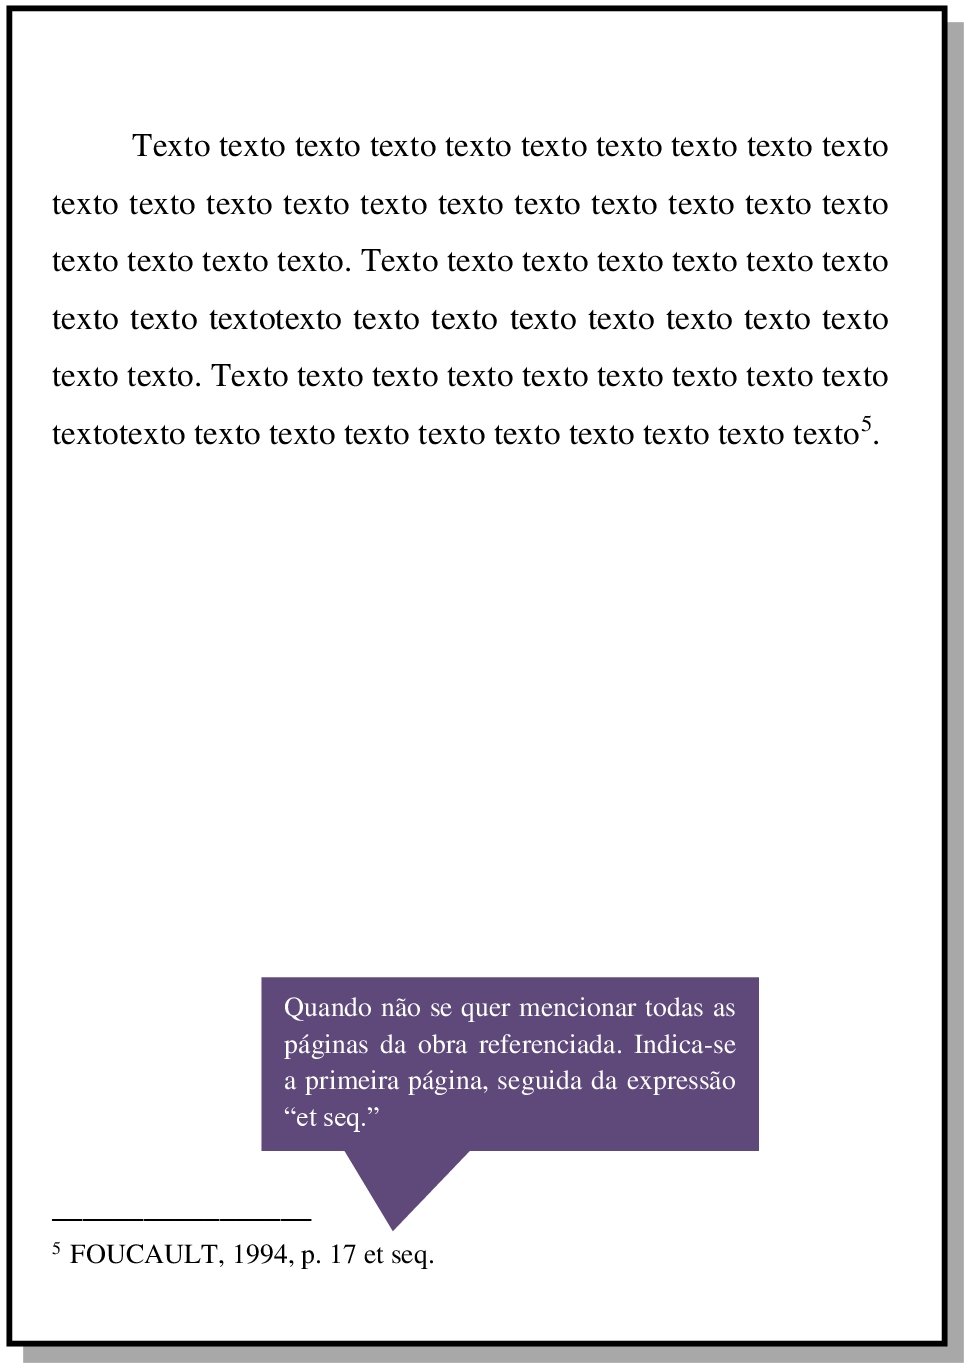 Texto texto texto texto texto texto texto texto texto texto
texto texto texto texto texto texto texto texto texto texto texto
texto texto texto texto. Texto texto texto texto texto texto texto
texto texto textotexto texto texto texto texto texto texto texto
texto texto. Texto texto texto texto texto texto texto texto texto
textotexto texto texto texto texto texto texto texto texto texto⁵.
Quando não se quer mencionar todas as
páginas da obra referenciada. Indica-se
a primeira página, seguida da expressão
“et seq.”
⁵ FOUCAULT, 1994, p. 17 et seq.